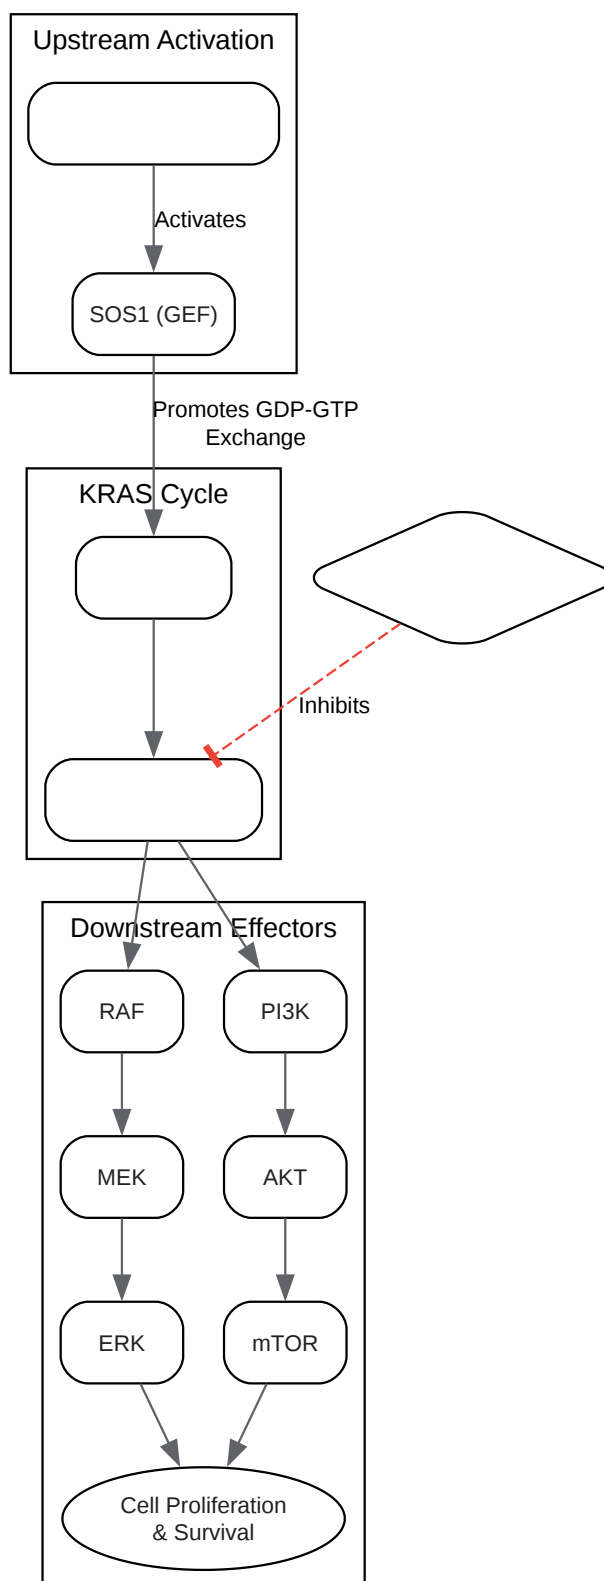 Upstream Activation
Activates
SOS1 (GEF)
Promotes GDP-GTP
Exchange
KRAS Cycle
Inhibits
Downstream Effectors
RAF
PI3K
MEK
AKT
ERK
mTOR
Cell Proliferation
& Survival